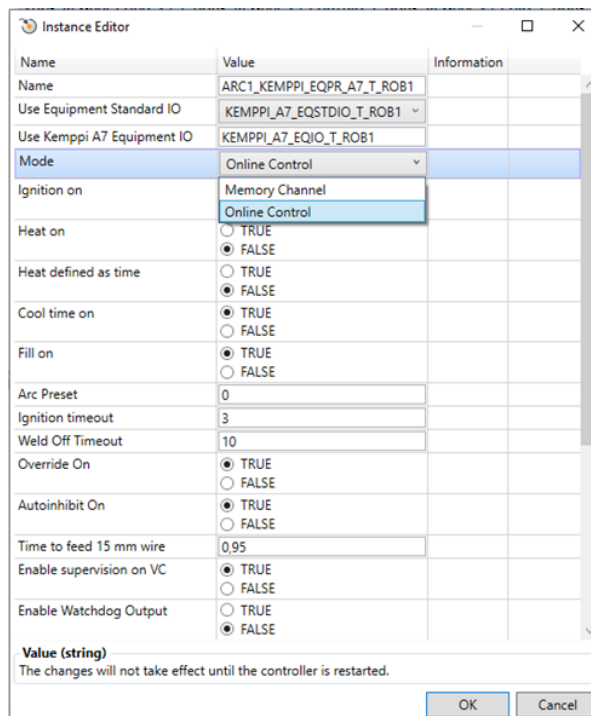 Instance Editor
Name Value Information
Name ARC1_KEMPPI_EQPR_A7_T_ROB1
Use Equipment Standard IO KEMPPI_A7_EQSTDIO_T_ROB1
Use Kemppi A7 Equipment IO KEMPPI_A7_EQIO_T_ROB1
Mode Online Control
Memory Channel
Ignition on
Online Control
Heat on TRUE
FALSE
Heat defined as time TRUE
FALSE
Cool time on TRUE
FALSE
Fill on TRUE
FALSE
Arc Preset 0
Ignition timeout 3
Weld Off Timeout 10
Override On TRUE
FALSE
Autoinhibit On TRUE
FALSE
Time to feed 15 mm wire 0,95
Enable supervision on VC TRUE
FALSE
Enable Watchdog Output TRUE
FALSE
Value (string)
The changes will not take effect until the controller is restarted.
OK Cancel